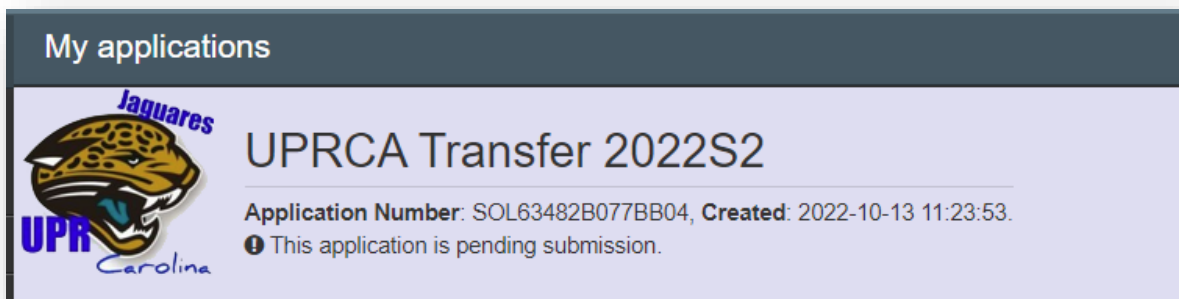 My applications
Jaguares
UPR
Carolina
UPRCA Transfer 2022S2
Application Number: SOL63482B077BB04, Created: 2022-10-13 11:23:53.
This application is pending submission.